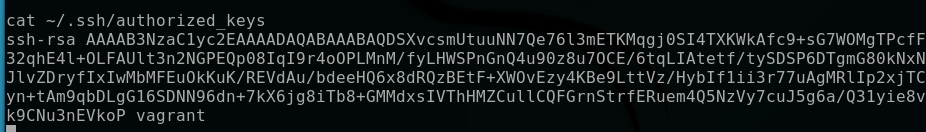 cat ~/.ssh/authorized_keys
ssh-rsa AAAAB3NzaC1yc2EAAAADAQABAAABAQDSXvcsmUtuuNN7Qe76l3mETKMqgj0SI4TXKWkAfc9+sG7WOMgTPcfF
32qhE4l+OLFAUlt3n2NGPEQp08IqI9r4oOPLMnM/fyLHWSPnGnQ4u90z8u7OCE/6tqLIAtetf/tySDSP6DTgmG80kNxN
JlvZDryfIxIwMbMFEuOkKuK/REVdAu/bdeeHQ6x8dRQzBEtF+XWOvEzy4KBe9LttVz/HybIf1ii3r77uAgMRlIp2xjTC
yn+tAm9qbDLgG16SDNN96dn+7kX6jg8iTb8+GMMdxsIVThHMZCullCQFGrnStrfERuem4Q5NzVy7cuJ5g6a/Q31yie8v
k9CNu3nEVkoP vagrant